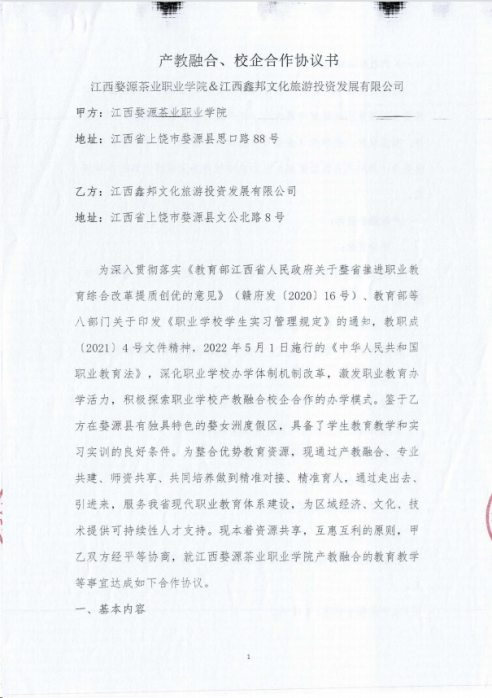 产教融合、校企合作协议书
江西婺源茶业职业学院&江西鑫邦文化旅游投资发展有限公司
甲方：江西婺源茶业职业学院
地址：江西省上饶市婺源县思口路 88 号
乙方：江西鑫邦文化旅游投资发展有限公司
地址：江西省上饶市婺源县文公北路 8 号
为深入贯彻落实《教育部江西省人民政府关于整省推进职业教
育综合改革提质创优的意见》（赣府发〔2020〕16 号）、教育部等
八部门关于印发《职业学校学生实习管理规定》的通知，教职成
〔2021〕4 号文件精神，2022 年 5 月 1 日施行的《中华人民共和国
职业教育法》，深化职业学校办学体制机制改革，激发职业教育办
学活力，积极探索职业学校产教融合校企合作的办学模式。鉴于乙
方在婺源县有独具特色的婺女洲度假区，具备了学生教育教学和实
习实训的良好条件。为整合优势教育资源，现通过产教融合、专业
共建、师资共享、共同培养做到精准对接、精准育人，通过走出去、
引进来，服务我省现代职业教育体系建设，为区域经济、文化、技
术提供可持续性人才支持。现本着资源共享，互惠互利的原则，甲
乙双方经平等协商，就江西婺源茶业职业学院产教融合的教育教学
等事宜达成如下合作协议。
一、基本内容
1